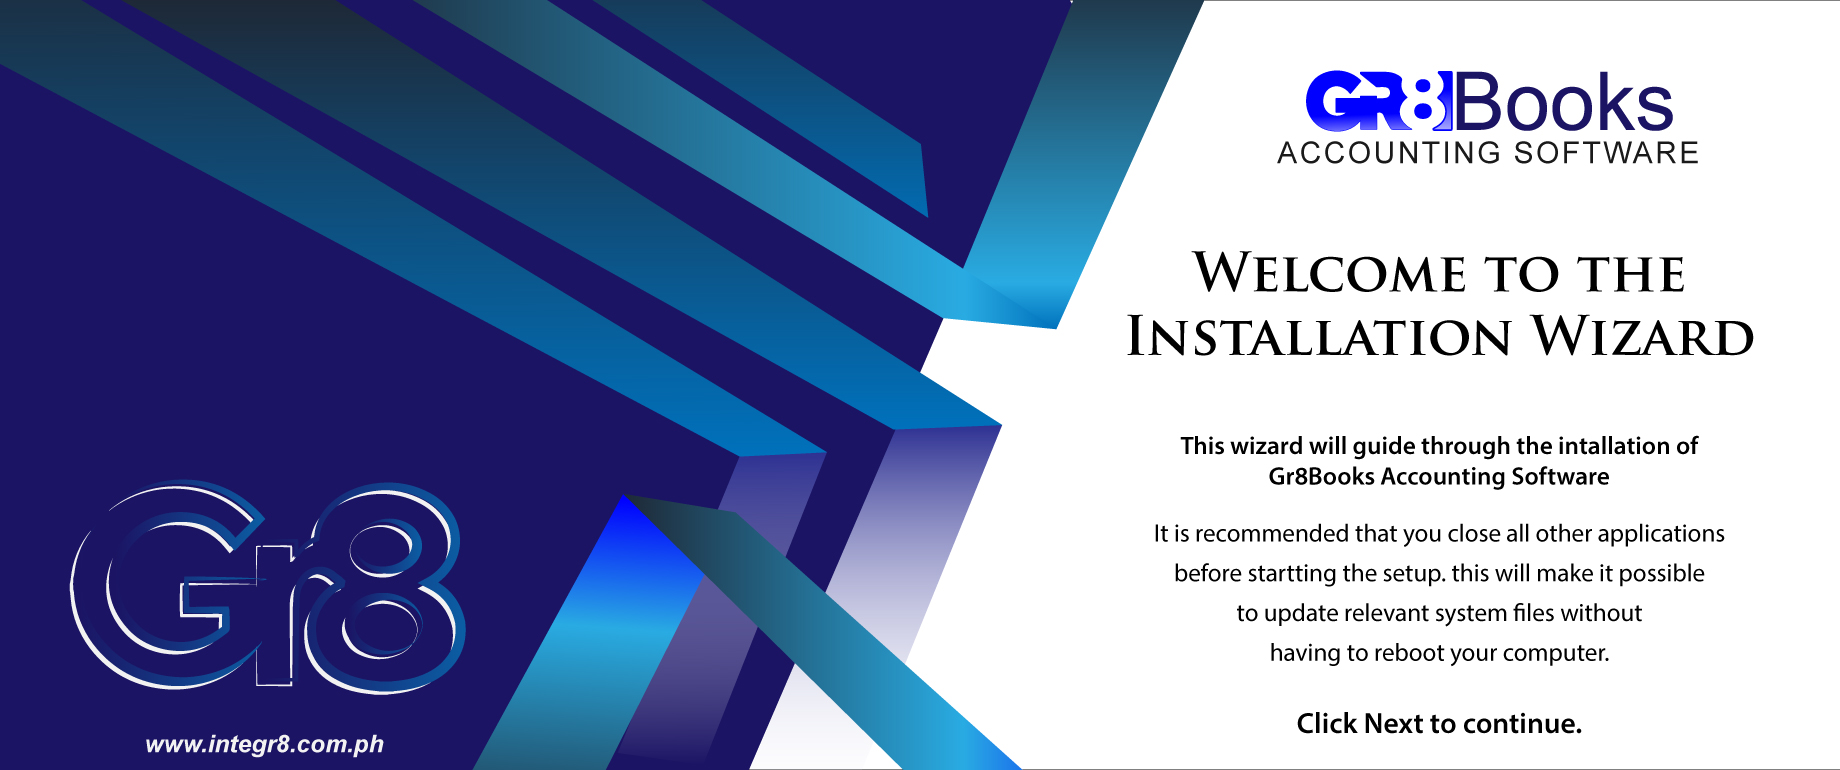 Gr8Books
ACCOUNTING SOFTWARE
Welcome to the
Installation Wizard
This wizard will guide through the intallation of
Gr8Books Accounting Software
It is recommended that you close all other applications
before startting the setup. this will make it possible
to update relevant system files without
having to reboot your computer.
Click Next to continue.
Gr8
www.integr8.com.ph